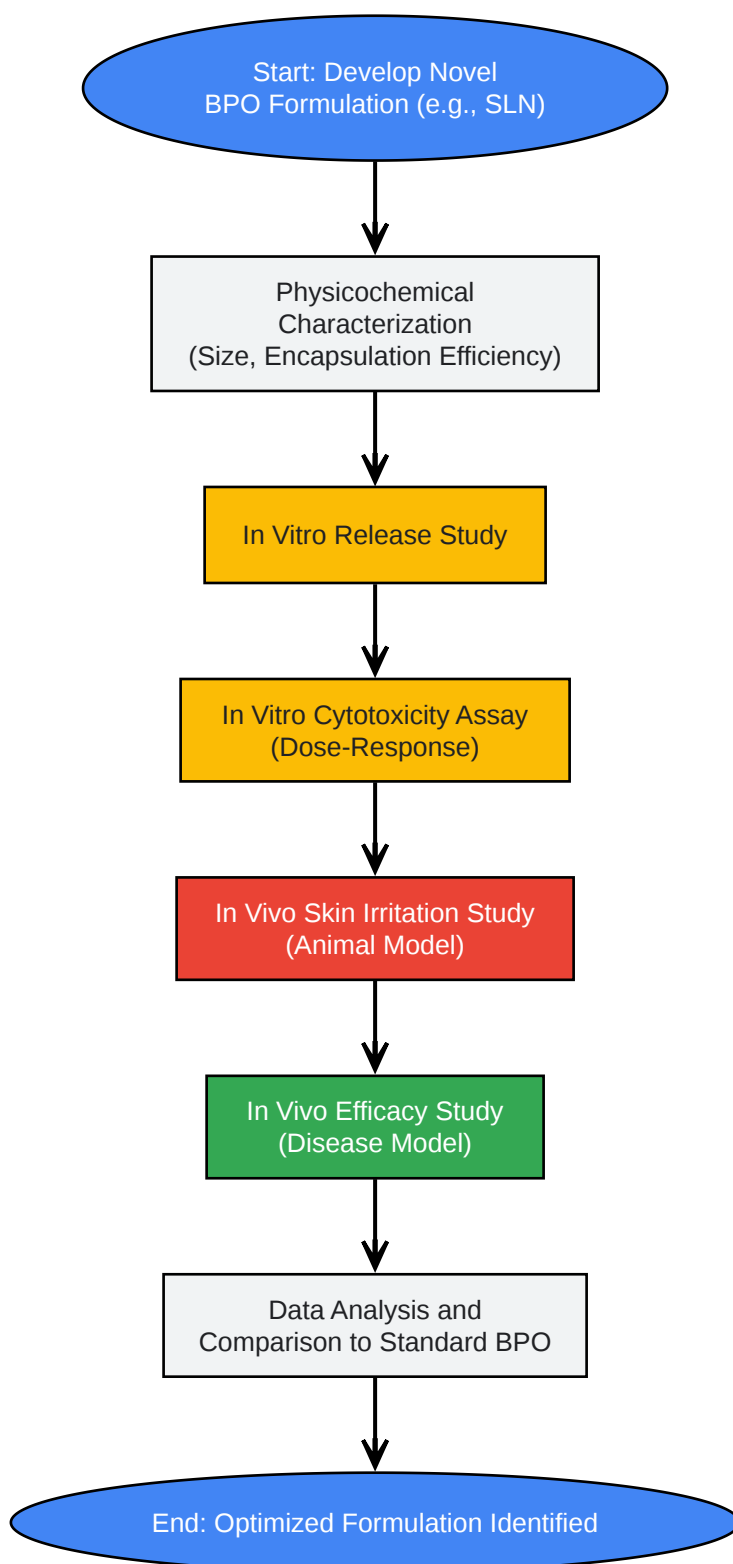 Start: Develop Novel
BPO Formulation (e.g., SLN)
Physicochemical
Characterization
(Size, Encapsulation Efficiency)
In Vitro Release Study
In Vitro Cytotoxicity Assay
(Dose-Response)
In Vivo Skin Irritation Study
(Animal Model)
In Vivo Efficacy Study
(Disease Model)
Data Analysis and
Comparison to Standard BPO
End: Optimized Formulation Identified